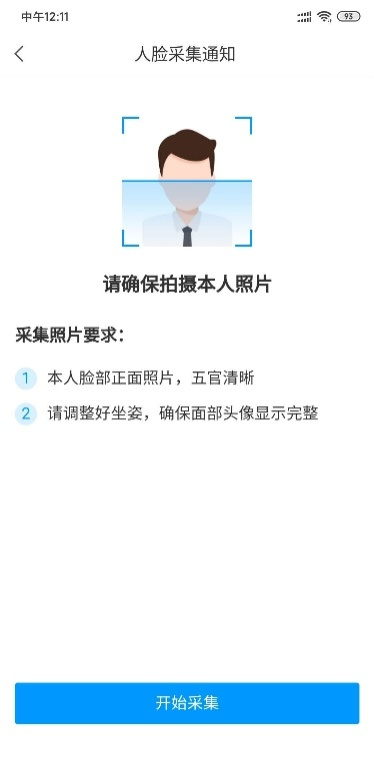 中午12:11
93
人脸采集通知
请确保拍摄本人照片
采集照片要求：
1 本人脸部正面照片，五官清晰
2 请调整好坐姿，确保面部头像显示完整
开始采集